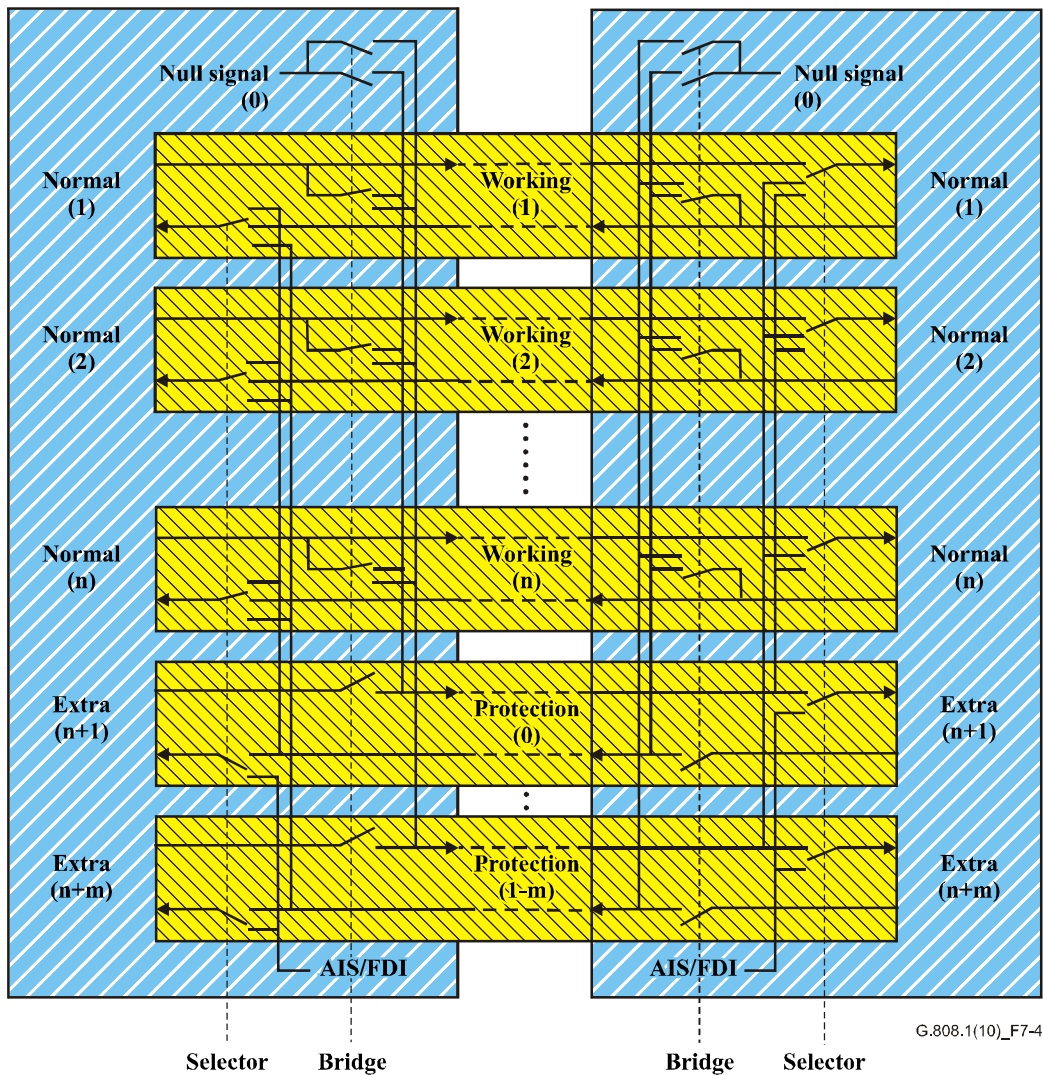 Null signal
(0)
Null signal
(0)
Normal
(1)
Working
(1)
Normal
(1)
Normal
(2)
Working
(2)
Normal
(2)
Normal
(n)
Working
(n)
Normal
(n)
Extra
(n+1)
Protection
(0)
Extra
(n+1)
Extra
(n+m)
Protection
(1–m)
Extra
(n+m)
AIS/FDI
AIS/FDI
G.808.1(10)_F7-4
Selector
Bridge
Bridge
Selector